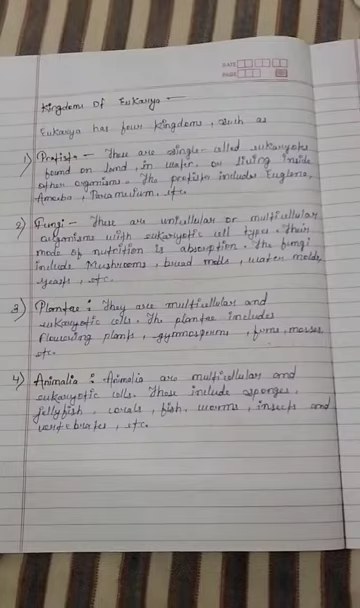 DATE
PAGE
Kingdoms Of Eukarya —
Eukarya has four kingdoms, such as
1) Protista — These are single-celled eukaryots
found on land, in water, or living inside
other organisms. The protista includes Euglena,
Amoeba, Paramecium, etc.
2) Fungi — These are unicellular or multicellular
organisms with eukaryotic cell types. Their
mode of nutrition is absorption. The fungi
include Mushrooms, bread molds, water molds,
yeasts, etc.
3) Plantae : They are multicellular and
eukaryotic cells. The plantae includes
flowering plants, gymnosperms, ferns, mosses
etc.
4) Animalia : Animalia are multicellular and
eukaryotic cells. These include sponges,
jellyfish, corals, fish, worms, insects and
vertebrates, etc.